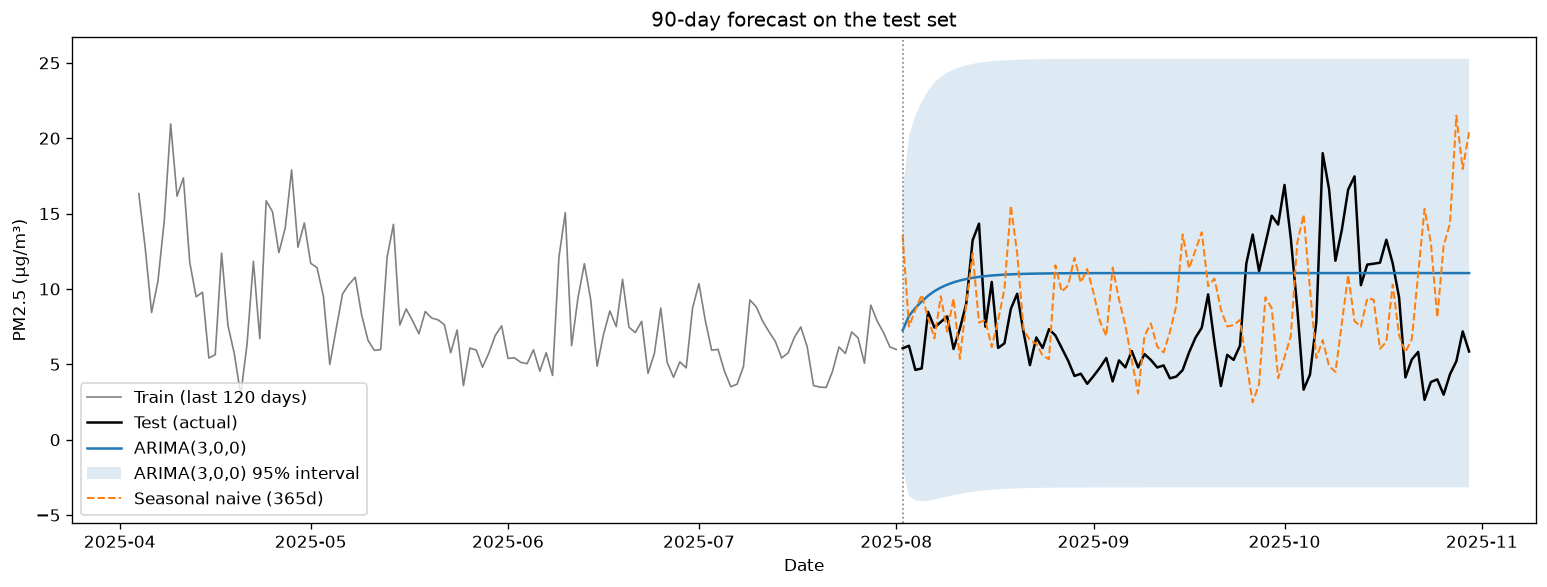 90-day forecast on the test set
PM2.5 (µg/m³)
25
20
15
10
5
0
−5
Train (last 120 days)
Test (actual)
ARIMA(3,0,0)
ARIMA(3,0,0) 95% interval
Seasonal naive (365d)
2025-04 2025-05 2025-06 2025-07 2025-08 2025-09 2025-10 2025-11
Date